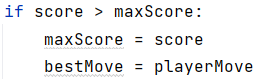 if score > maxScore:
    maxScore = score
    bestMove = playerMove